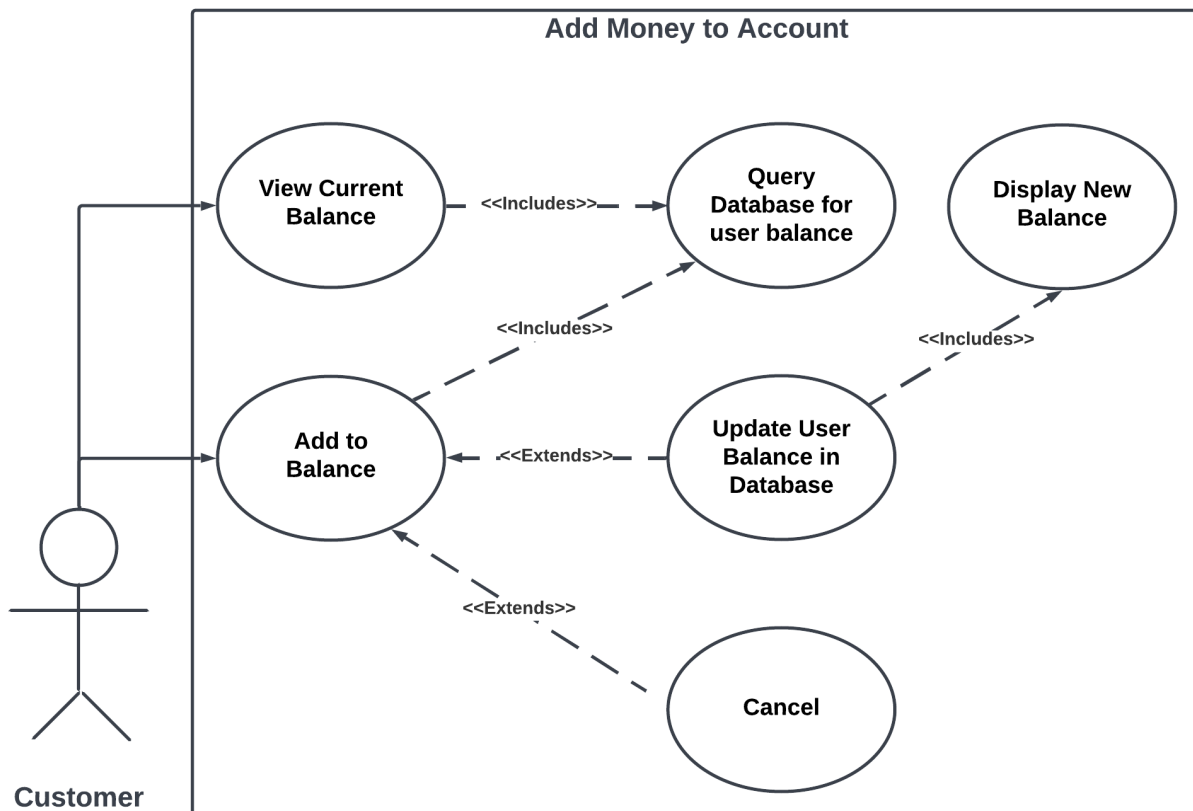 Add Money to Account
View Current
Balance
<<Includes>>
Query
Database for
user balance
Display New
Balance
<<Includes>>
<<Includes>>
Add to
Balance
<<Extends>>
Update User
Balance in
Database
<<Extends>>
Cancel
Customer